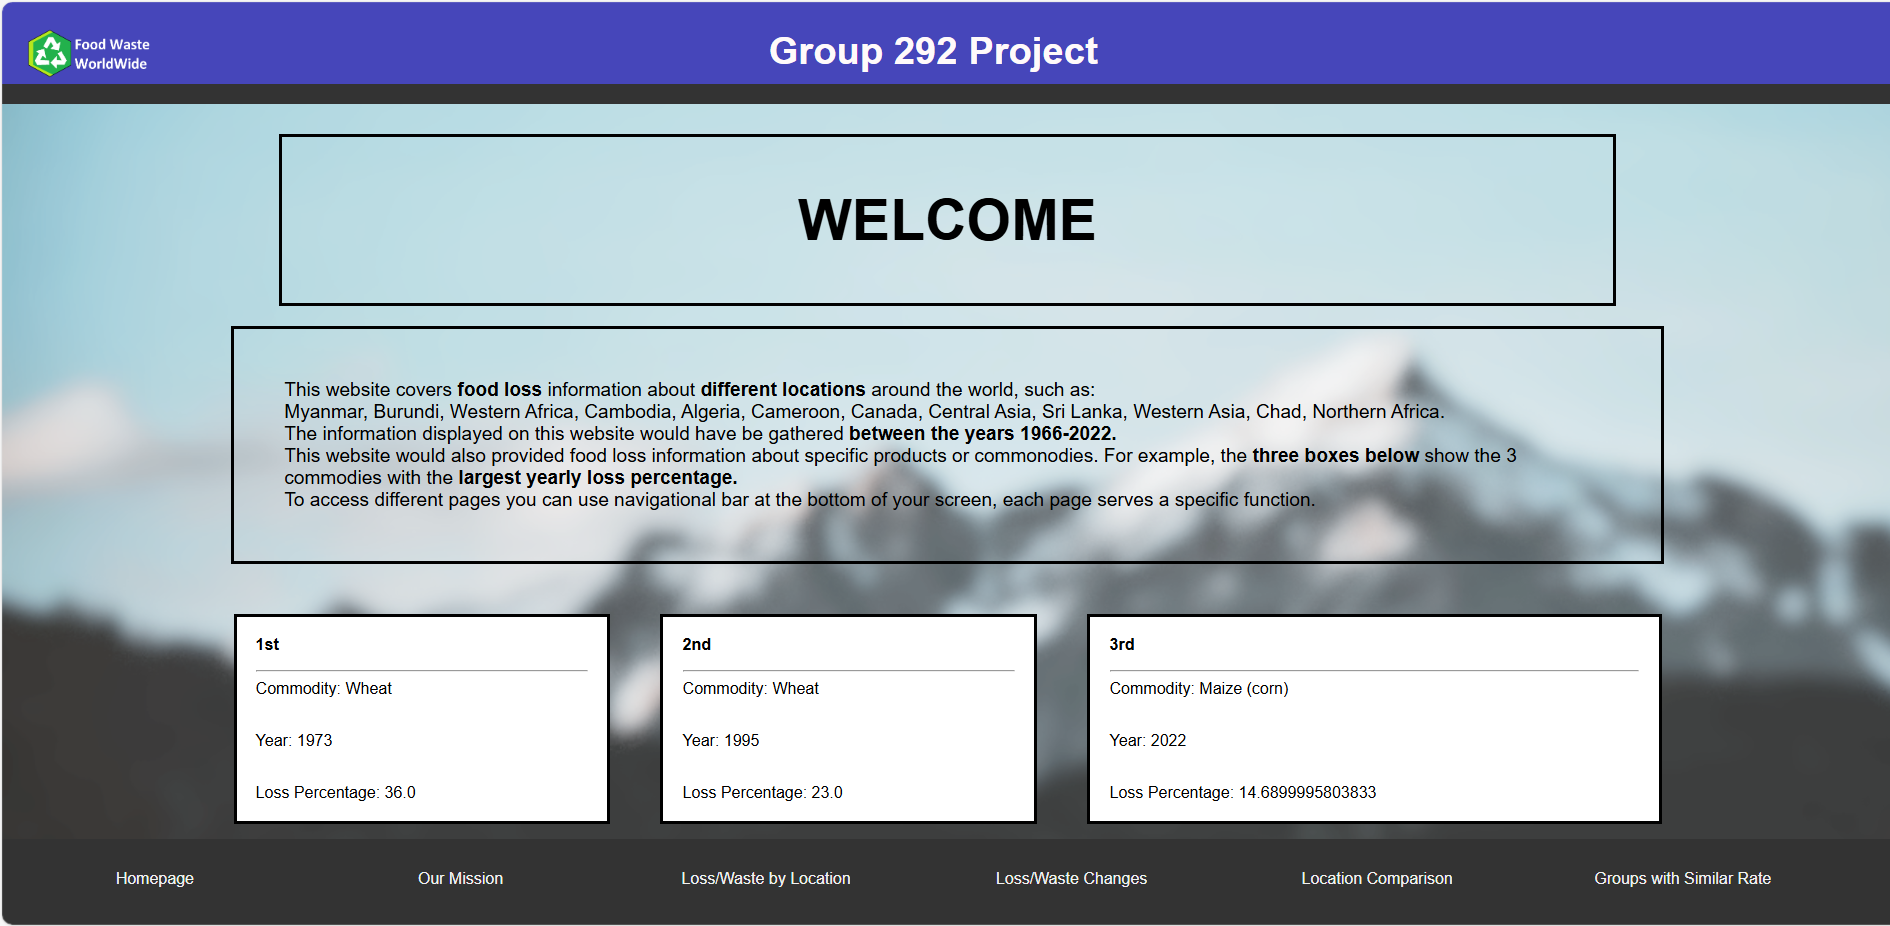 Food Waste
WorldWide
Group 292 Project
WELCOME
This website covers food loss information about different locations around the world, such as:
Myanmar, Burundi, Western Africa, Cambodia, Algeria, Cameroon, Canada, Central Asia, Sri Lanka, Western Asia, Chad, Northern Africa.
The information displayed on this website would have be gathered between the years 1966-2022.
This website would also provided food loss information about specific products or commonodies. For example, the three boxes below show the 3
commodies with the largest yearly loss percentage.
To access different pages you can use navigational bar at the bottom of your screen, each page serves a specific function.
1st
Commodity: Wheat
Year: 1973
Loss Percentage: 36.0
2nd
Commodity: Wheat
Year: 1995
Loss Percentage: 23.0
3rd
Commodity: Maize (corn)
Year: 2022
Loss Percentage: 14.6899995803833
Homepage
Our Mission
Loss/Waste by Location
Loss/Waste Changes
Location Comparison
Groups with Similar Rate